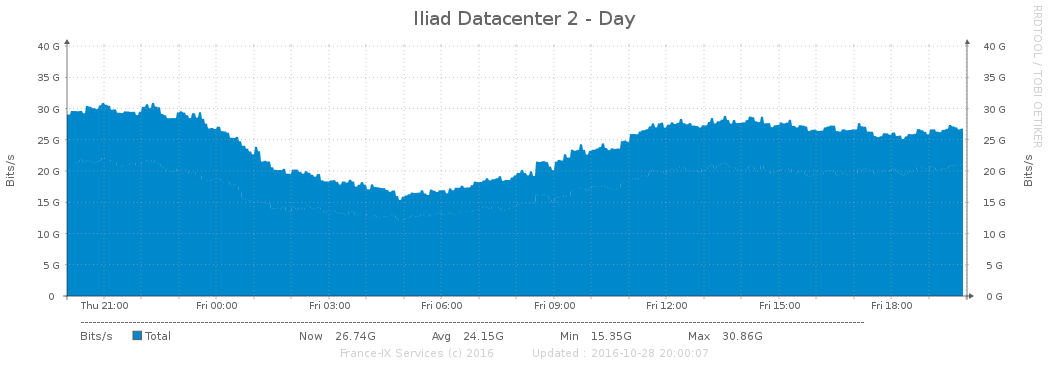 Iliad Datacenter 2 - Day
RRDTOOL / TOBI OETIKER
Bits/s
40 G 40 G
35 G 35 G
30 G 30 G
25 G 25 G
20 G 20 G
15 G 15 G
10 G 10 G
5 G 5 G
0 0 G
Bits/s
Thu 21:00 Fri 00:00 Fri 03:00 Fri 06:00 Fri 09:00 Fri 12:00 Fri 15:00 Fri 18:00
Bits/s Total Now 26.74G Avg 24.15G Min 15.35G Max 30.86G
France-IX Services (c) 2016 Updated : 2016-10-28 20:00:07